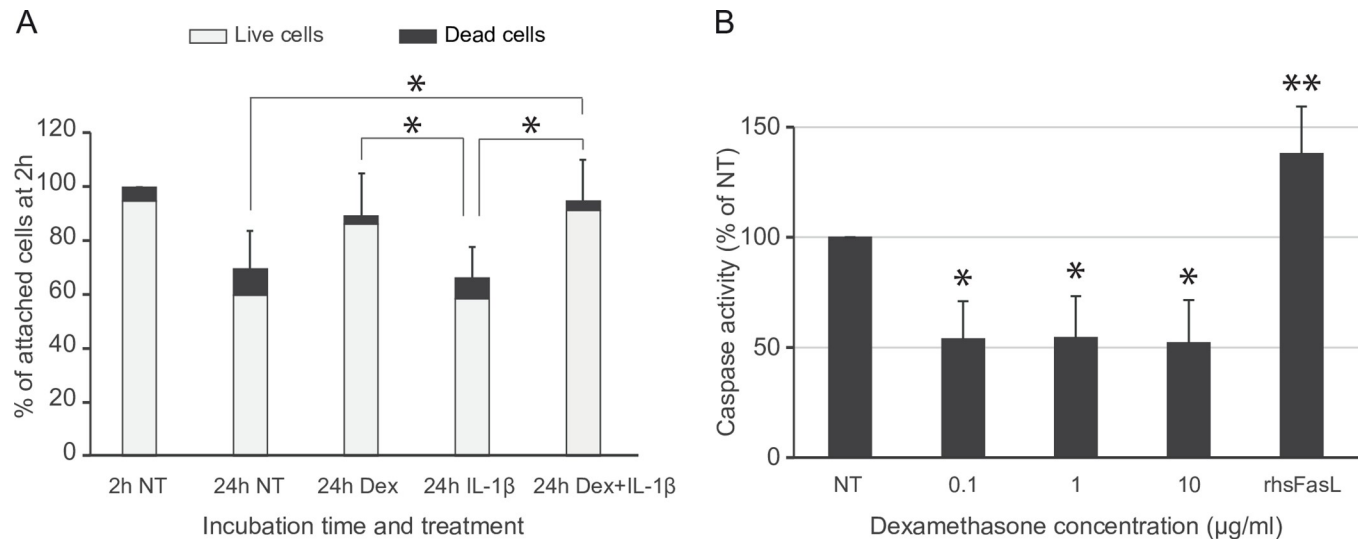 A
Live cells
Dead cells
*
*
*
120
100
80
60
40
20
0
% of attached cells at 2h
2h NT
24h NT
24h Dex
24h IL-1β
24h Dex+IL-1β
Incubation time and treatment
B
**
*
*
*
150
100
50
0
Caspase activity (% of NT)
NT
0.1
1
10
rhsFasL
Dexamethasone concentration (µg/ml)